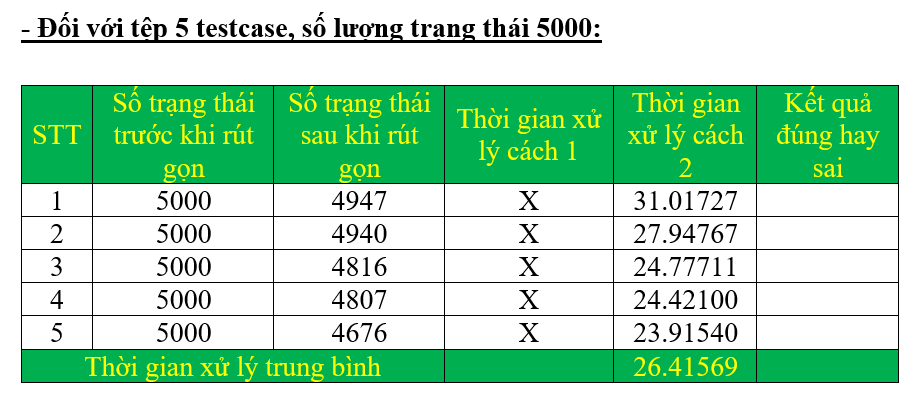 - Đối với tệp 5 testcase, số lượng trạng thái 5000:
STT Số trạng thái trước khi rút gọn Số trạng thái sau khi rút gọn Thời gian xử lý cách 1 Thời gian xử lý cách 2 Kết quả đúng hay sai
1 5000 4947 X 31.01727
2 5000 4940 X 27.94767
3 5000 4816 X 24.77711
4 5000 4807 X 24.42100
5 5000 4676 X 23.91540
Thời gian xử lý trung bình 26.41569